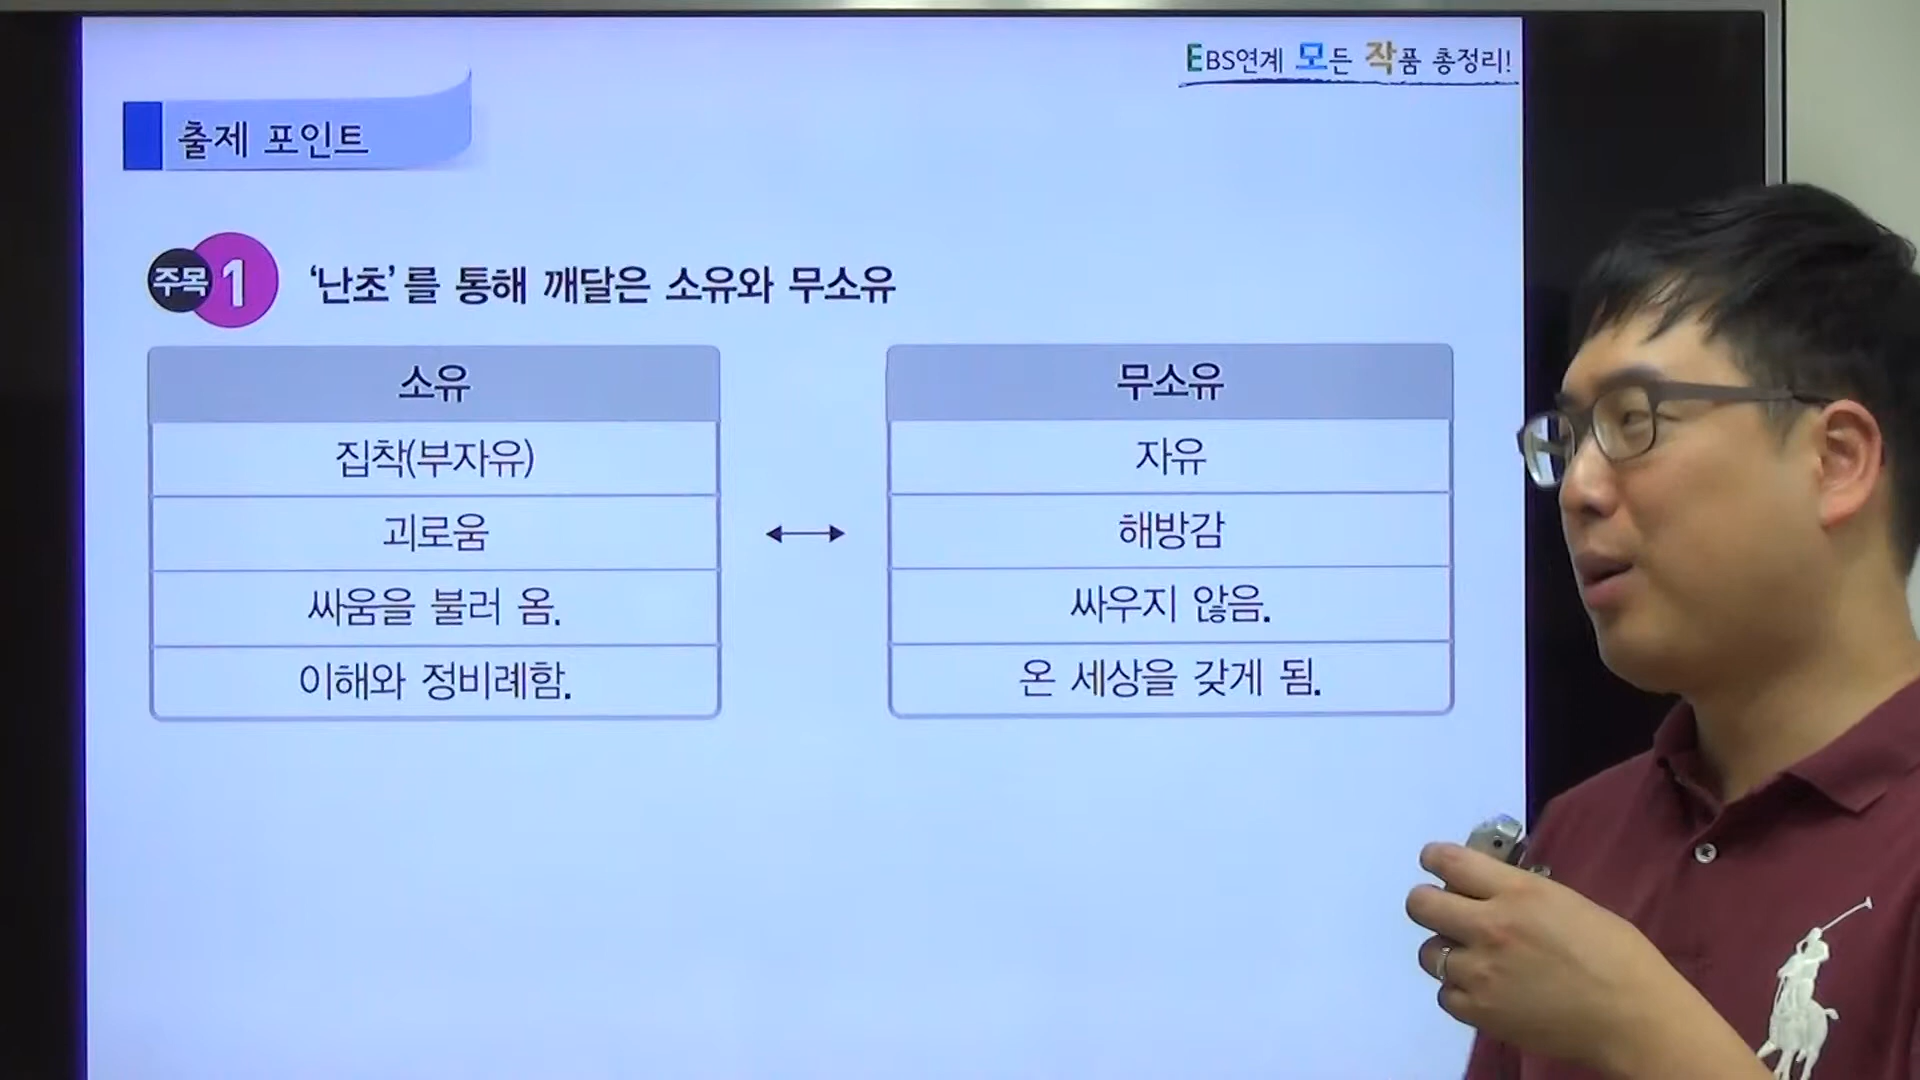 EBS연계 모든 작품 총정리!
출제 포인트
주목 1 '난초'를 통해 깨달은 소유와 무소유
소유
집착(부자유)
괴로움
싸움을 불러 옴.
이해와 정비례함.
무소유
자유
해방감
싸우지 않음.
온 세상을 갖게 됨.